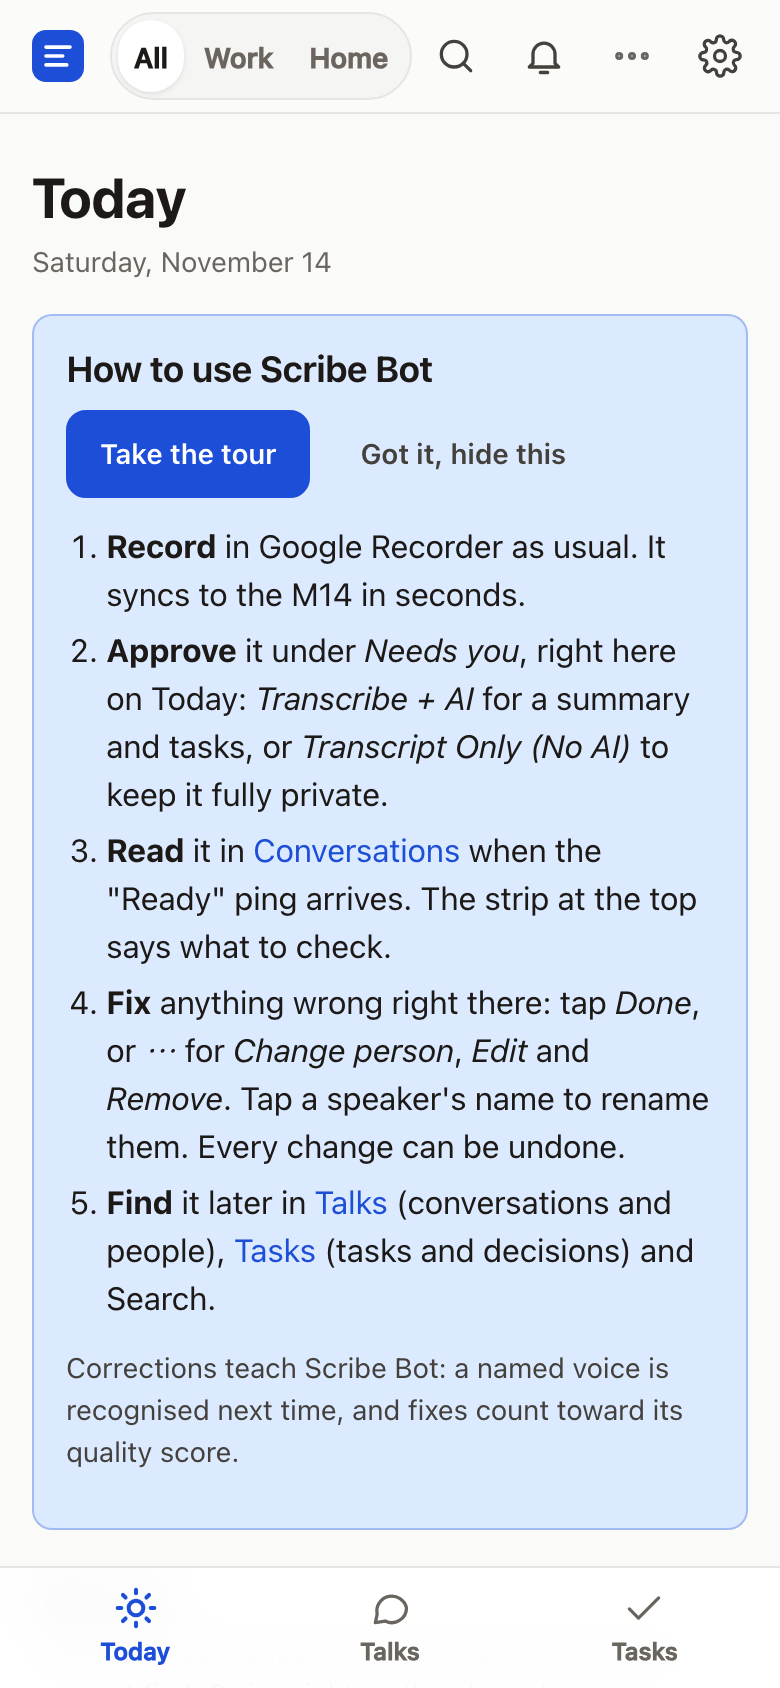 All Work Home
Today
Saturday, November 14
How to use Scribe Bot
Take the tour
Got it, hide this
1. Record in Google Recorder as usual. It
syncs to the M14 in seconds.
2. Approve it under Needs you, right here
on Today: Transcribe + AI for a summary
and tasks, or Transcript Only (No AI) to
keep it fully private.
3. Read it in Conversations when the
"Ready" ping arrives. The strip at the top
says what to check.
4. Fix anything wrong right there: tap Done,
or ··· for Change person, Edit and
Remove. Tap a speaker's name to rename
them. Every change can be undone.
5. Find it later in Talks (conversations and
people), Tasks (tasks and decisions) and
Search.
Corrections teach Scribe Bot: a named voice is
recognised next time, and fixes count toward its
quality score.
Today
Talks
Tasks